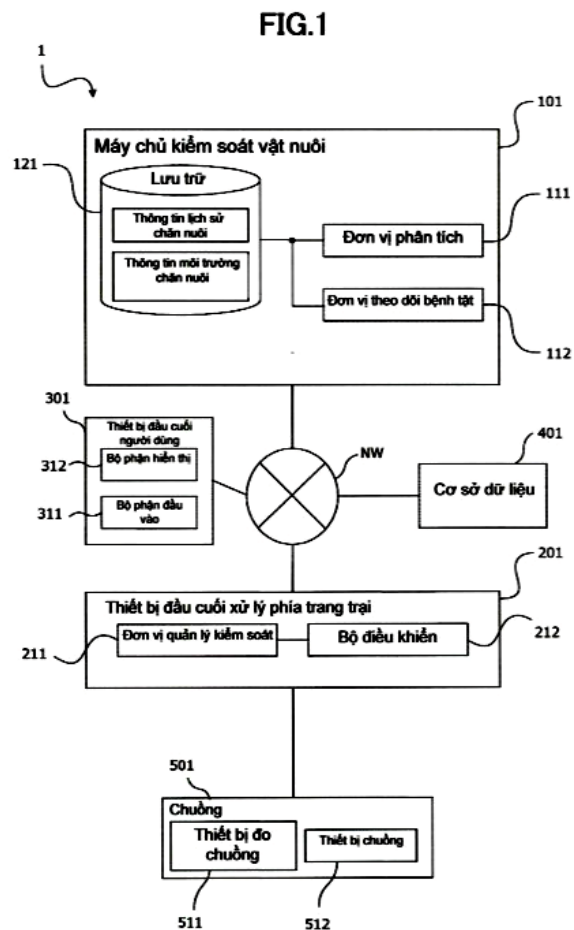 FIG.1
1
101
Máy chủ kiểm soát vật nuôi
121
Lưu trữ
Thông tin lịch sử
chăn nuôi
Thông tin môi trường
chăn nuôi
Đơn vị phân tích
111
Đơn vị theo dõi bệnh tật
112
301
Thiết bị đầu cuối
người dùng
312
Bộ phận hiển thị
311
Bộ phận đầu
vào
NW
401
Cơ sở dữ liệu
201
Thiết bị đầu cuối xử lý phía trang trại
211
Đơn vị quản lý kiểm soát
Bộ điều khiển
212
501
Chuồng
Thiết bị đo
chuồng
Thiết bị chuồng
511
512